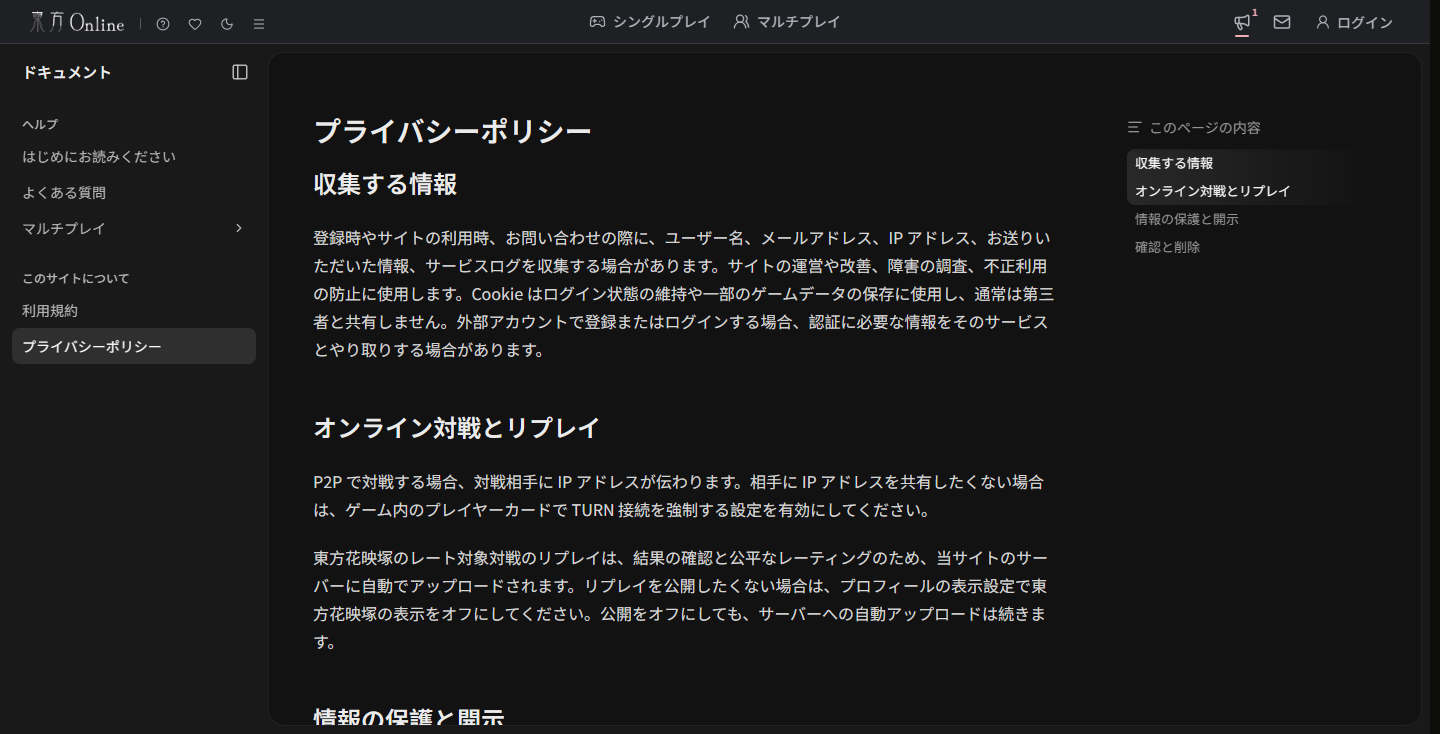 東方Online
シングルプレイ
マルチプレイ
1
ログイン
ドキュメント
ヘルプ
はじめにお読みください
よくある質問
マルチプレイ
このサイトについて
利用規約
プライバシーポリシー
プライバシーポリシー
収集する情報
登録時やサイトの利用時、お問い合わせの際に、ユーザー名、メールアドレス、IP アドレス、お送りい
ただいた情報、サービスログを収集する場合があります。サイトの運営や改善、障害の調査、不正利用
の防止に使用します。Cookie はログイン状態の維持や一部のゲームデータの保存に使用し、通常は第三
者と共有しません。外部アカウントで登録またはログインする場合、認証に必要な情報をそのサービス
とやり取りする場合があります。
オンライン対戦とリプレイ
P2P で対戦する場合、対戦相手に IP アドレスが伝わります。相手に IP アドレスを共有したくない場合
は、ゲーム内のプレイヤーカードで TURN 接続を強制する設定を有効にしてください。
東方花映塚のレート対象対戦のリプレイは、結果の確認と公平なレーティングのため、当サイトのサー
バーに自動でアップロードされます。リプレイを公開したくない場合は、プロフィールの表示設定で東
方花映塚の表示をオフにしてください。公開をオフにしても、サーバーへの自動アップロードは続きま
す。
情報の保護と開示
このページの内容
収集する情報
オンライン対戦とリプレイ
情報の保護と開示
確認と削除